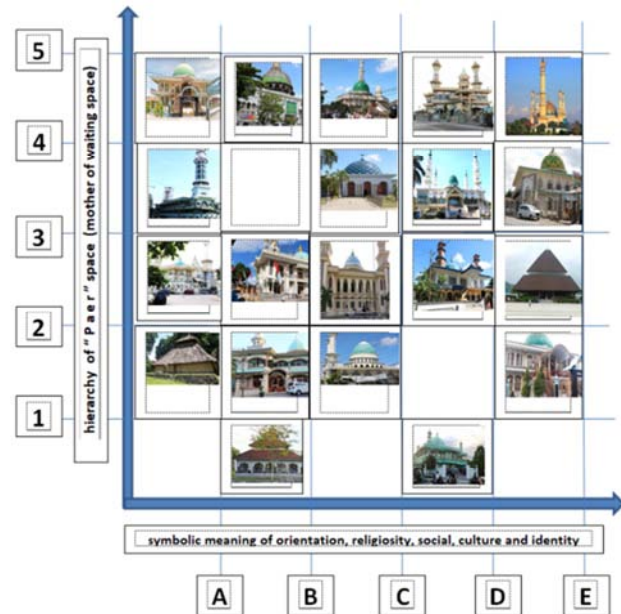 5
4
3
2
1
hierarchy of " P a e r " space (mother of waiting space)
symbolic meaning of orientation, religiosity, social, culture and identity
A
B
C
D
E